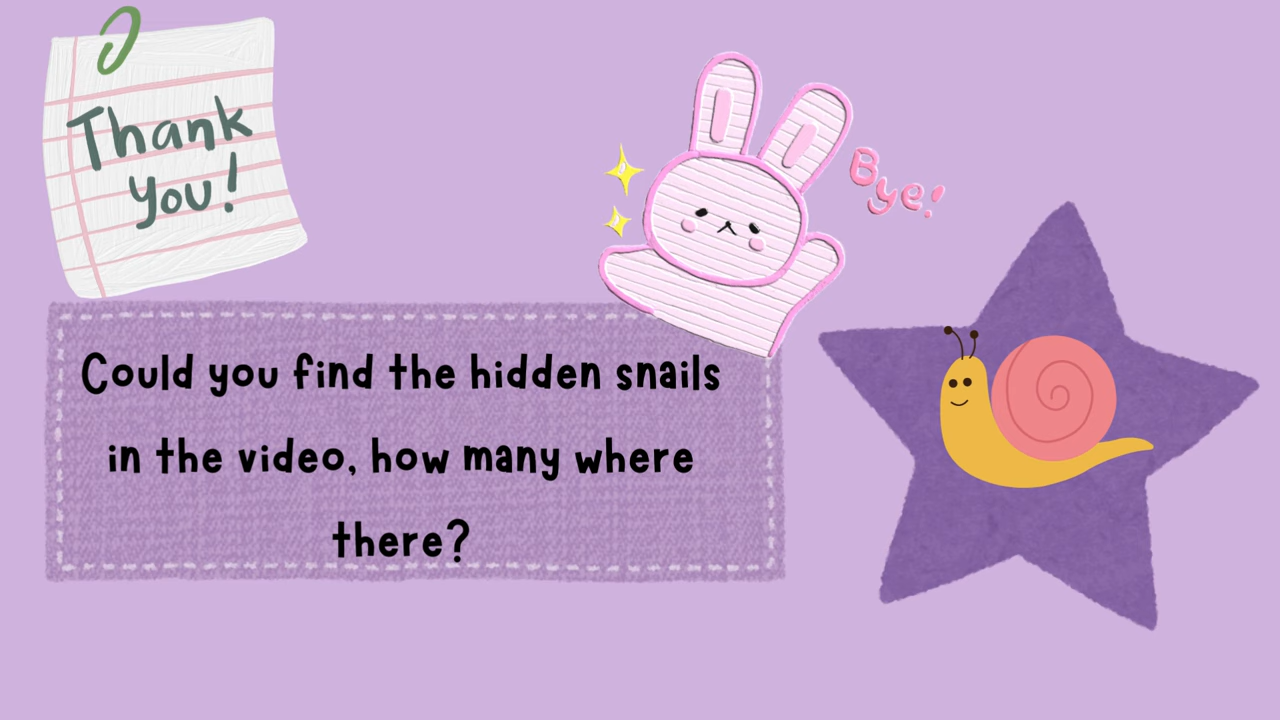 Thank
you!
Bye!
Could you find the hidden snails
in the video, how many where
there?